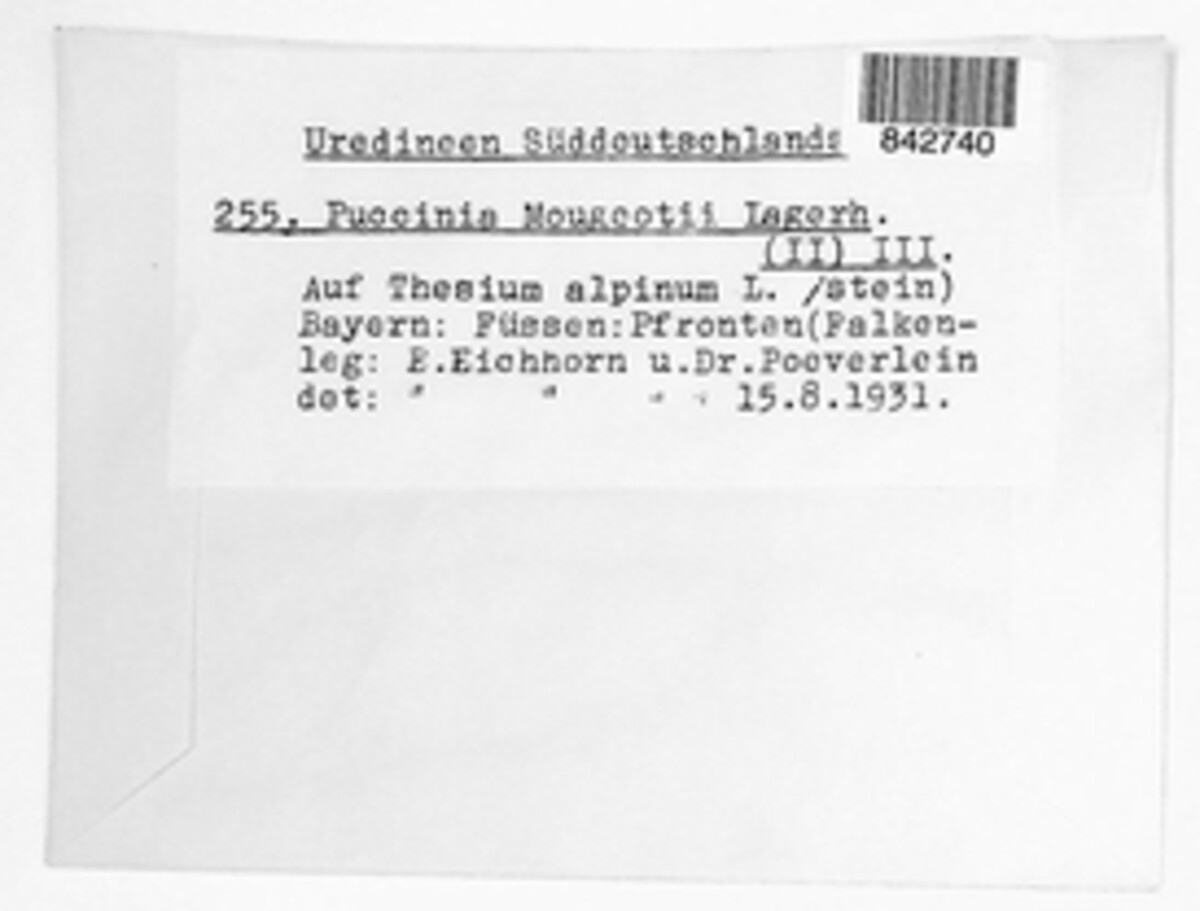 Uredineen Süddeutschlands
842740
255, Puccinia Mougeotii Lagerh.
(II) III.
Auf Thesium alpinum L. /stein)
Bayern: Füssen:Pfronten(Falken-
leg: E.Eichhorn u.Dr.Poeverlein
det: " " " " 15.8.1931.